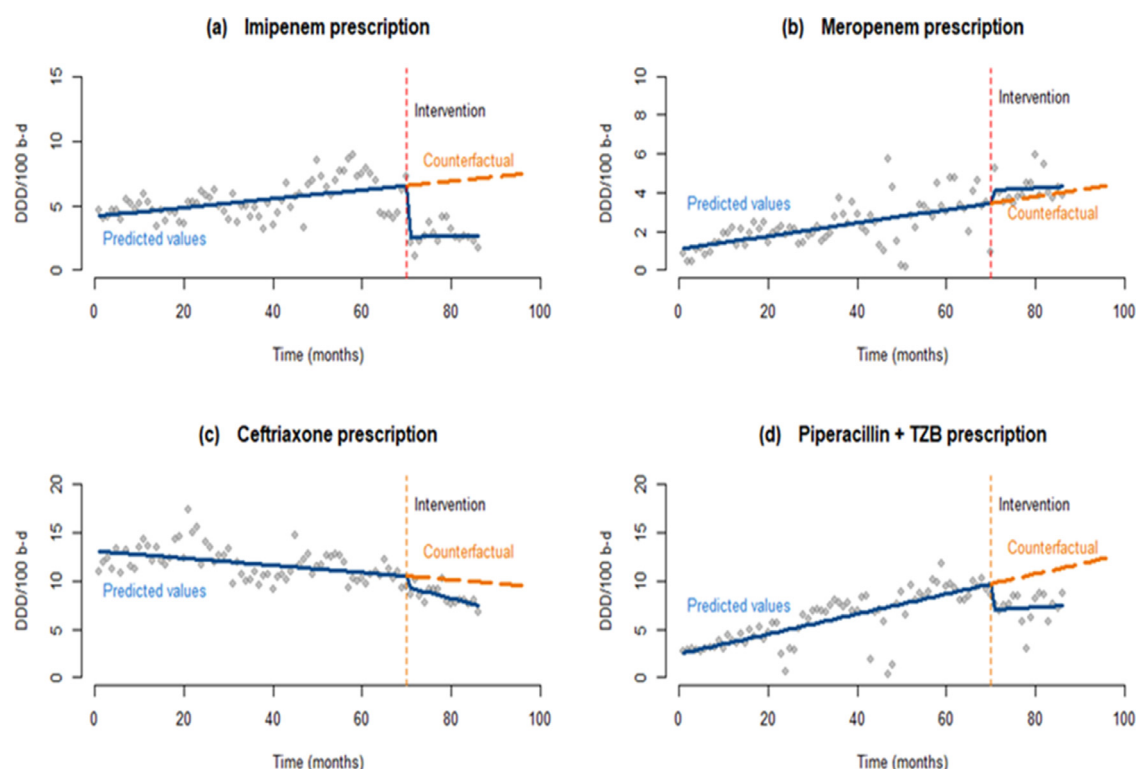 (a) Imipenem prescription
15
10
5
0
DDD/100 b-d
Intervention
Counterfactual
Predicted values
0 20 40 60 80 100
Time (months)
(b) Meropenem prescription
10
8
6
4
2
0
DDD/100 b-d
Intervention
Predicted values
Counterfactual
0 20 40 60 80 100
Time (months)
(c) Ceftriaxone prescription
20
15
10
5
0
DDD/100 b-d
Intervention
Counterfactual
Predicted values
0 20 40 60 80 100
Time (months)
(d) Piperacillin + TZB prescription
20
15
10
5
0
DDD/100 b-d
Intervention
Counterfactual
Predicted values
0 20 40 60 80 100
Time (months)